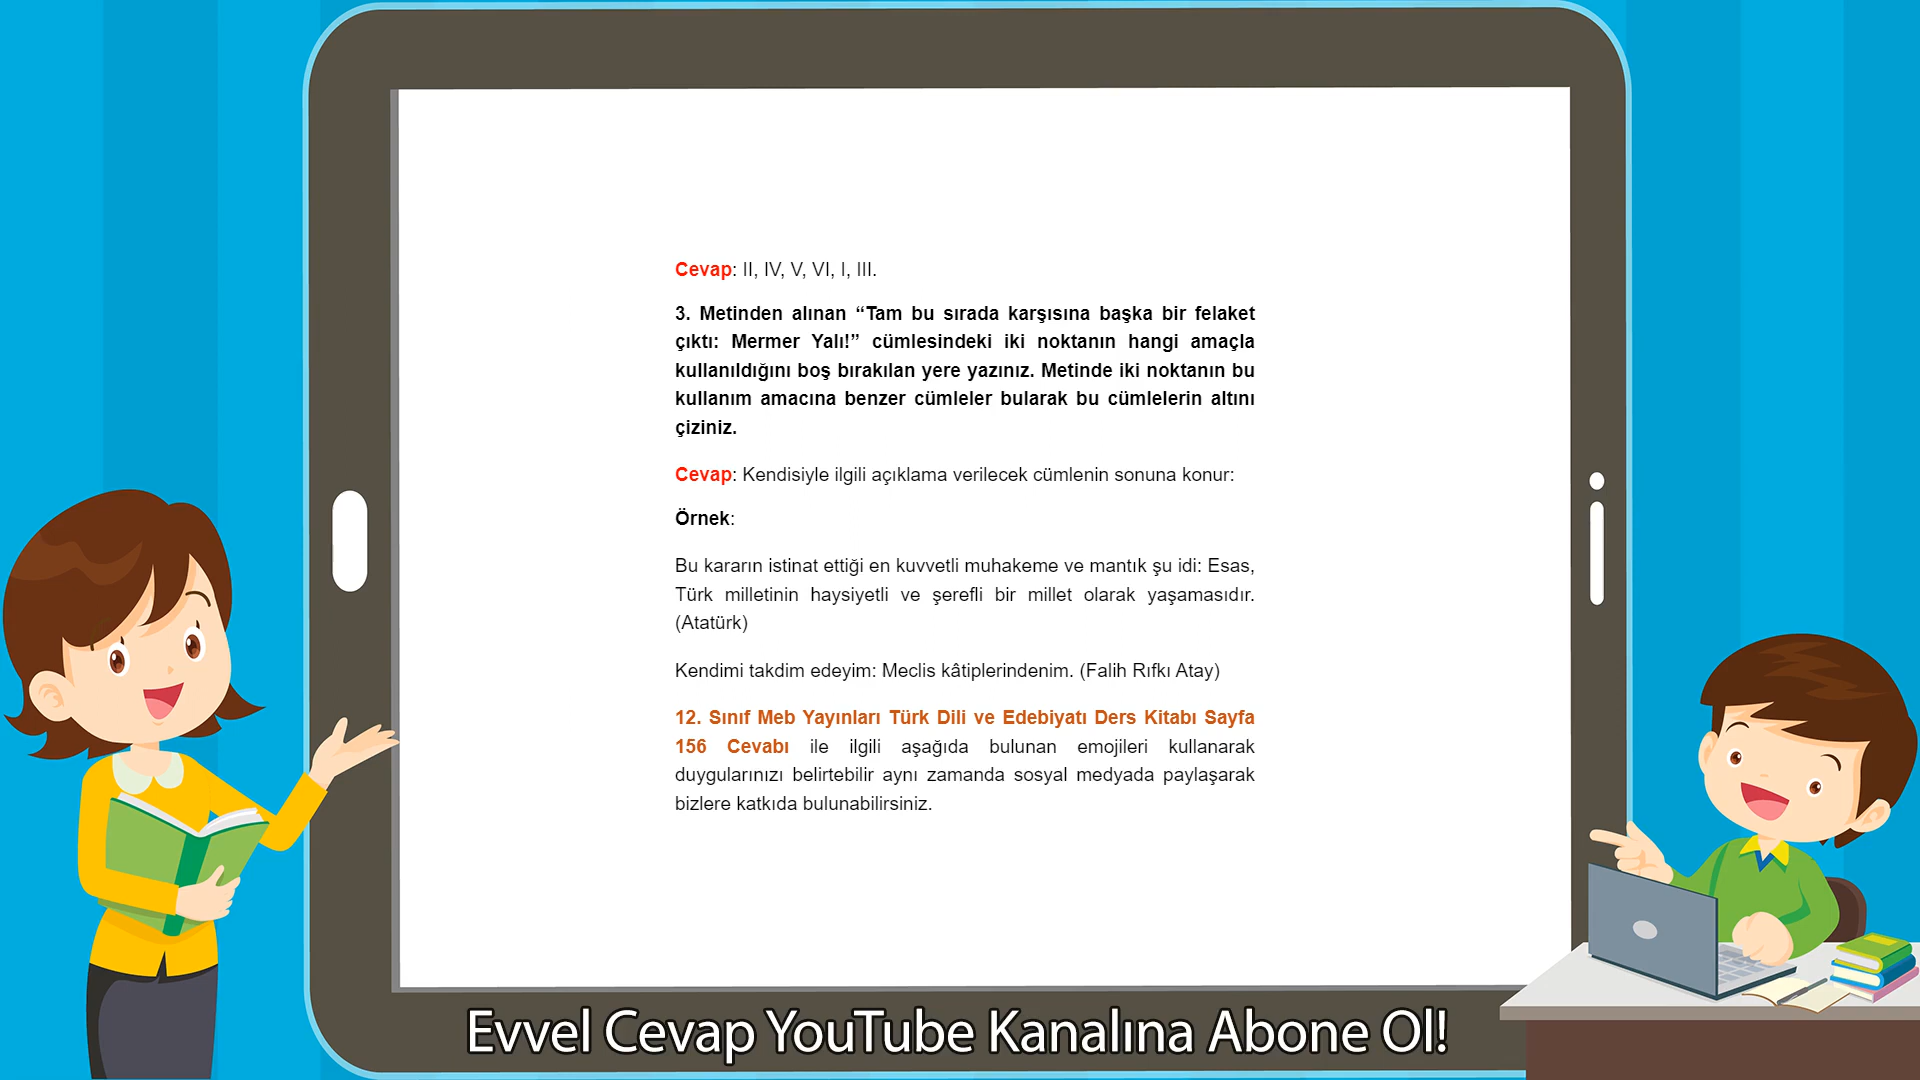 Cevap: II, IV, V, VI, I, III.
3. Metinden alınan “Tam bu sırada karşısına başka bir felaket
çıktı: Mermer Yalı!” cümlesindeki iki noktanın hangi amaçla
kullanıldığını boş bırakılan yere yazınız. Metinde iki noktanın bu
kullanım amacına benzer cümleler bularak bu cümlelerin altını
çiziniz.
Cevap: Kendisiyle ilgili açıklama verilecek cümlenin sonuna konur:
Örnek:
Bu kararın istinat ettiği en kuvvetli muhakeme ve mantık şu idi: Esas,
Türk milletinin haysiyetli ve şerefli bir millet olarak yaşamasıdır.
(Atatürk)
Kendimi takdim edeyim: Meclis kâtiplerindenim. (Falih Rıfkı Atay)
12. Sınıf Meb Yayınları Türk Dili ve Edebiyatı Ders Kitabı Sayfa
156 Cevabı ile ilgili aşağıda bulunan emojileri kullanarak
duygularınızı belirtebilir aynı zamanda sosyal medyada paylaşarak
bizlere katkıda bulunabilirsiniz.
Evvel Cevap YouTube Kanalına Abone Ol!